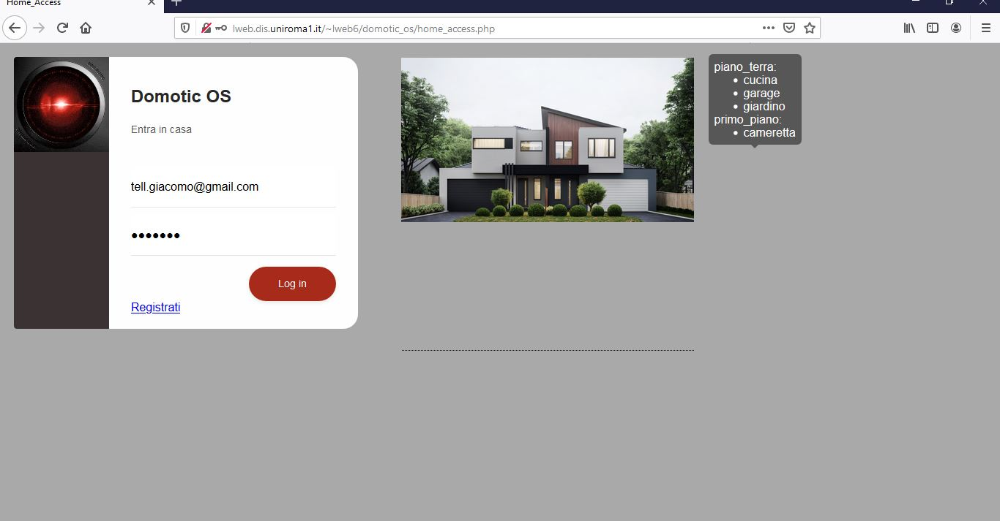 Home_Access
lweb.dis.uniroma1.it/~lweb6/domotic_os/home_access.php
Domotic OS
Entra in casa
tell.giacomo@gmail.com
•••••••
Log in
Registrati
piano_terra:
• cucina
• garage
• giardino
primo_piano:
• cameretta